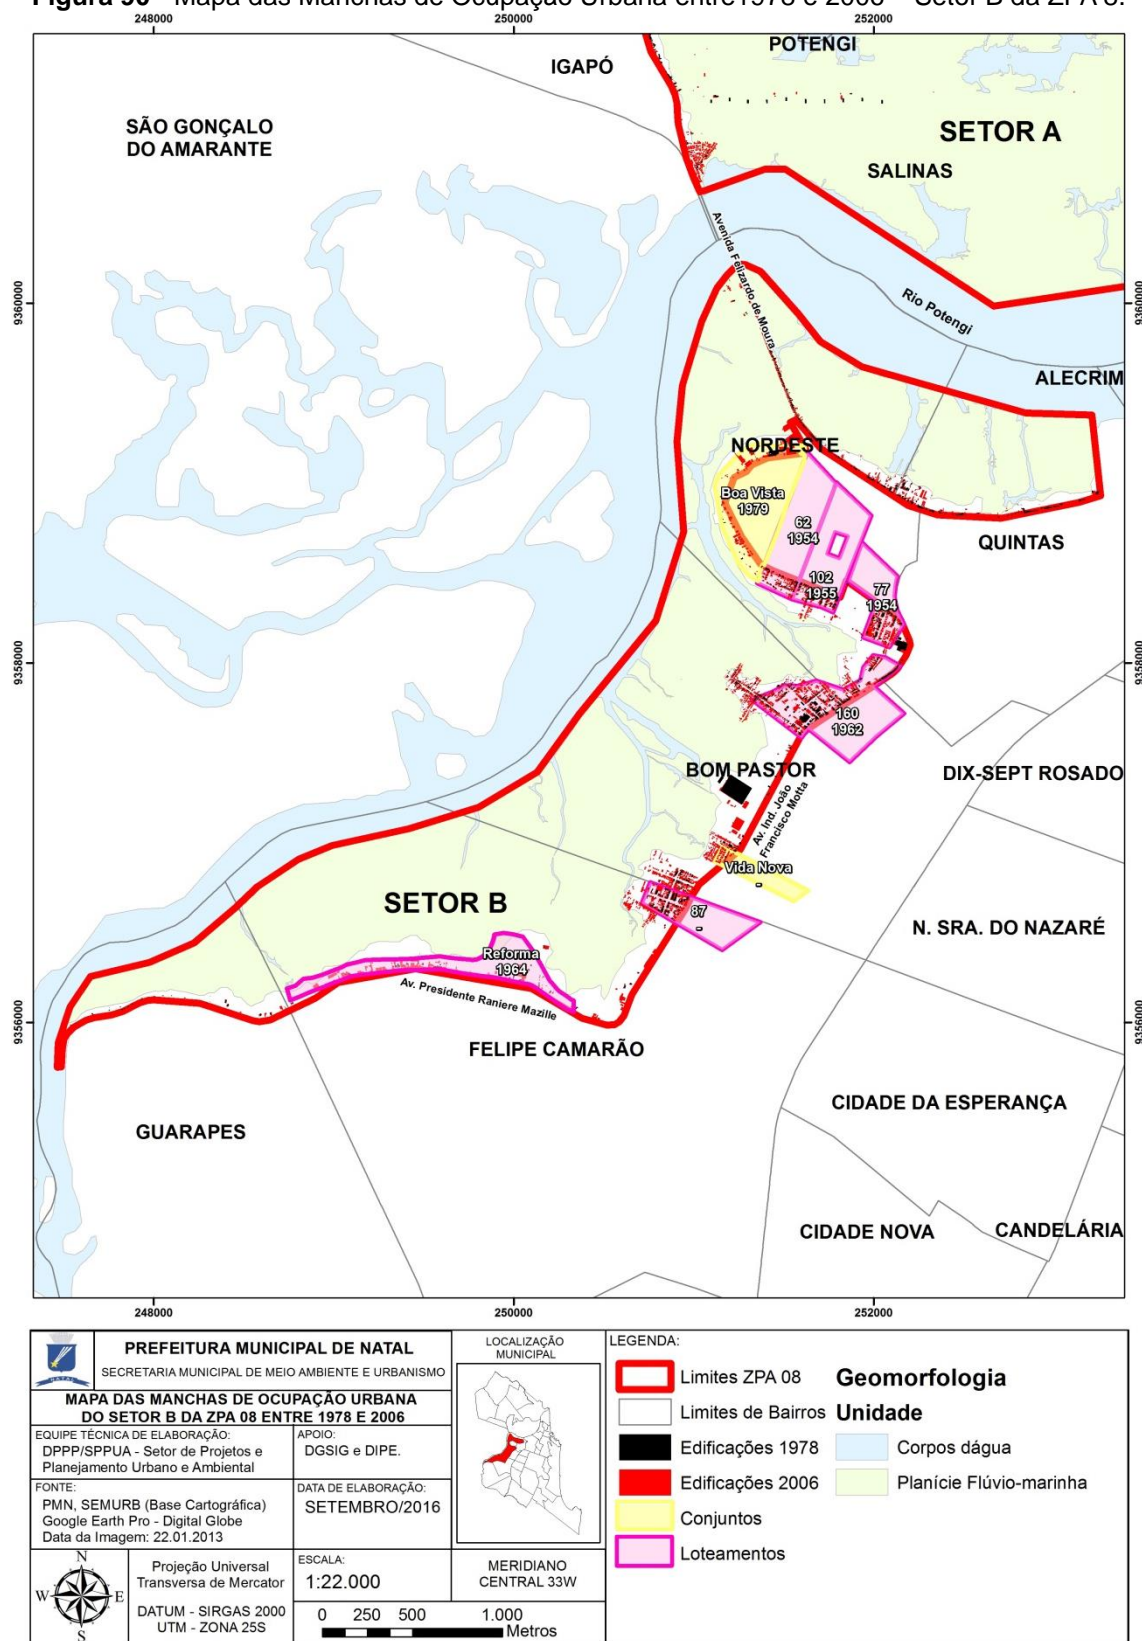 Figura 90 - Mapa das Manchas de Ocupação Urbana entre1978 e 2006 – Setor B da ZPA 8.
248000
250000
252000
POTENGI
IGAPÓ
SÃO GONÇALO
DO AMARANTE
SETOR A
SALINAS
Avenida Felizardo de Moura
Rio Potengi
9360000
9360000
ALECRIM
NORDESTE
Boa Vista
1979
62
1954
QUINTAS
102
1955
77
1954
9358000
9358000
160
1962
BOM PASTOR
DIX-SEPT ROSADO
Av. Ind. João
Francisco Motta
Vida Nova
SETOR B
87
N. SRA. DO NAZARÉ
Reforma
1964
Av. Presidente Raniere Mazille
9356000
9356000
FELIPE CAMARÃO
CIDADE DA ESPERANÇA
GUARAPES
CIDADE NOVA
CANDELÁRIA
248000
250000
252000
NATAL
PREFEITURA MUNICIPAL DE NATAL
SECRETARIA MUNICIPAL DE MEIO AMBIENTE E URBANISMO
MAPA DAS MANCHAS DE OCUPAÇÃO URBANA
DO SETOR B DA ZPA 08 ENTRE 1978 E 2006
EQUIPE TÉCNICA DE ELABORAÇÃO:
DPPP/SPPUA - Setor de Projetos e
Planejamento Urbano e Ambiental
APOIO:
DGSIG e DIPE.
FONTE:
PMN, SEMURB (Base Cartográfica)
Google Earth Pro - Digital Globe
Data da Imagem: 22.01.2013
DATA DE ELABORAÇÃO:
SETEMBRO/2016
N
W
E
S
Projeção Universal
Transversa de Mercator
DATUM - SIRGAS 2000
UTM - ZONA 25S
ESCALA:
1:22.000
0 250 500 1.000
Metros
LOCALIZAÇÃO
MUNICIPAL
MERIDIANO
CENTRAL 33W
LEGENDA:
Limites ZPA 08
Limites de Bairros
Edificações 1978
Edificações 2006
Conjuntos
Loteamentos
Geomorfologia
Unidade
Corpos dágua
Planície Flúvio-marinha